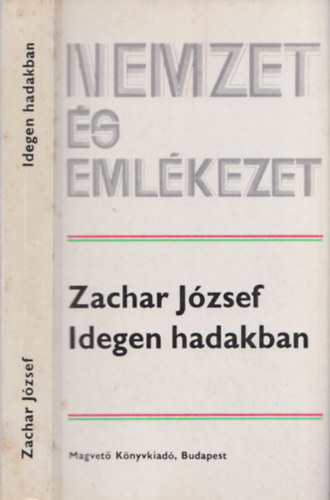 Zachar József
Idegen hadakban
NEMZET
ÉS
EMLÉKEZET
Zachar József
Idegen hadakban
Magvető Könyvkiadó, Budapest